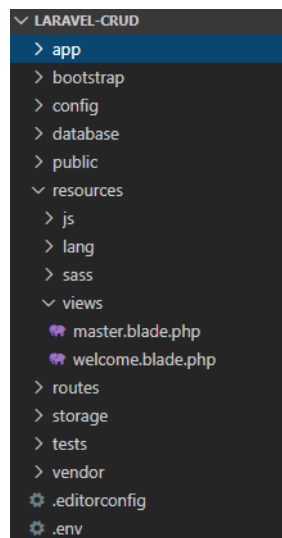 LARAVEL-CRUD
app
bootstrap
config
database
public
resources
js
lang
sass
views
master.blade.php
welcome.blade.php
routes
storage
tests
vendor
.editorconfig
.env